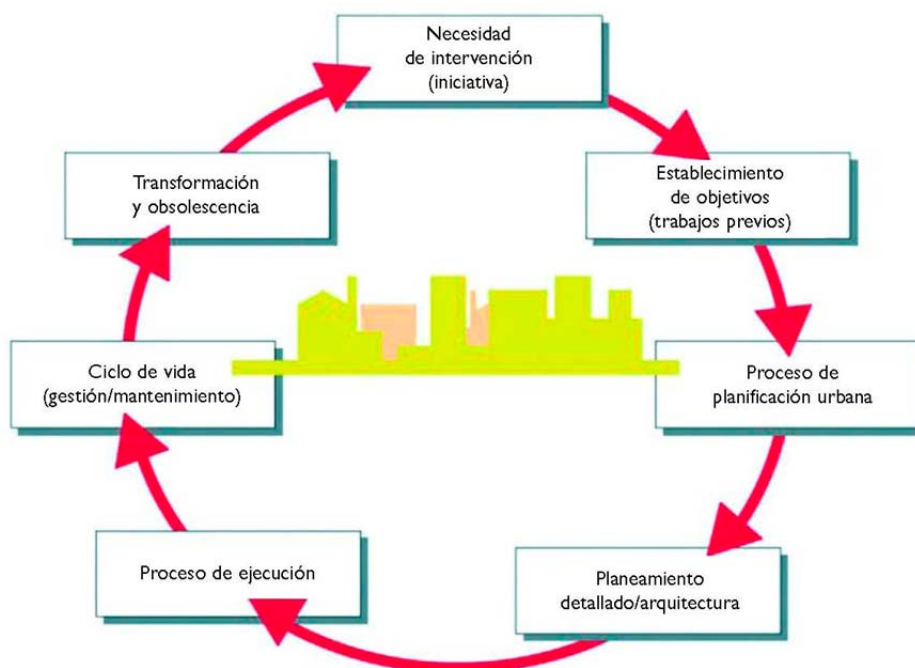 Necesidad
de intervención
(iniciativa)
Establecimiento
de objetivos
(trabajos previos)
Proceso de
planificación urbana
Planeamiento
detallado/arquitectura
Proceso de ejecución
Ciclo de vida
(gestión/mantenimiento)
Transformación
y obsolescencia